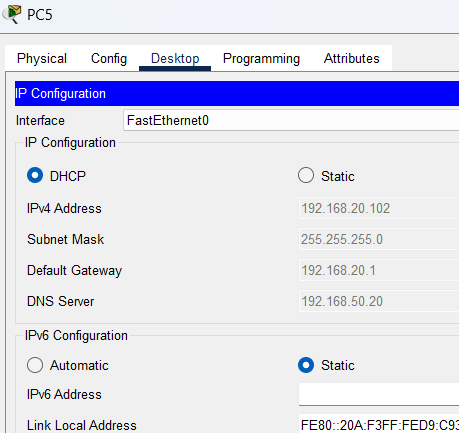 PC5
Physical Config Desktop Programming Attributes
IP Configuration
Interface FastEthernet0
IP Configuration
DHCP Static
IPv4 Address 192.168.20.102
Subnet Mask 255.255.255.0
Default Gateway 192.168.20.1
DNS Server 192.168.50.20
IPv6 Configuration
Automatic Static
IPv6 Address
Link Local Address FE80::20A:F3FF:FED9:C93